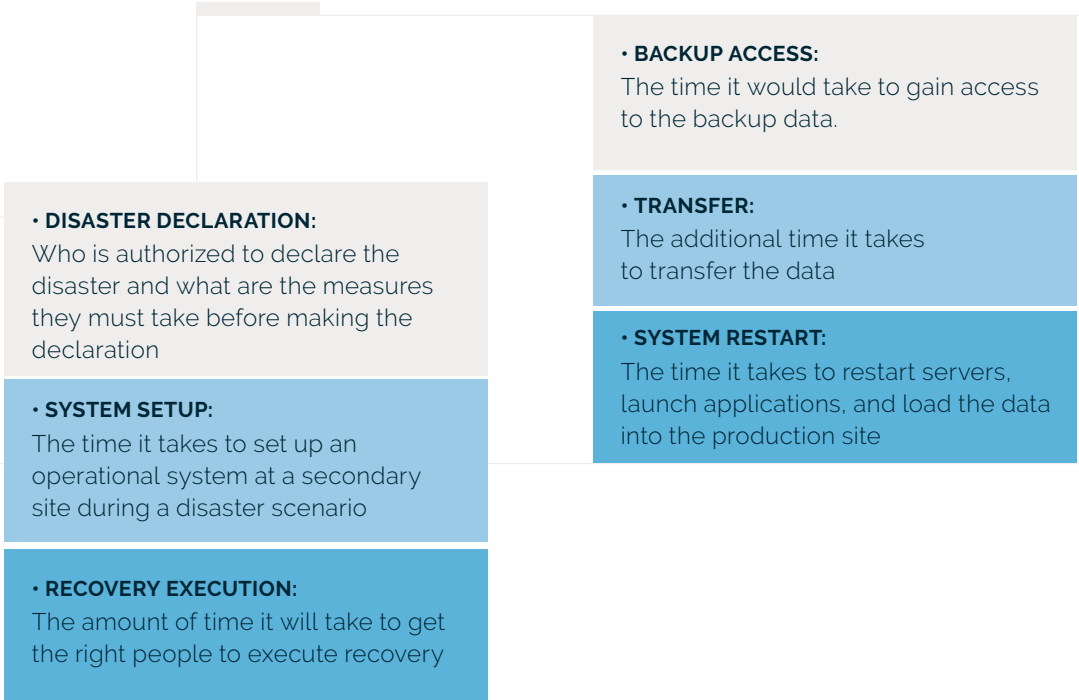 • DISASTER DECLARATION:
Who is authorized to declare the
disaster and what are the measures
they must take before making the
declaration
• SYSTEM SETUP:
The time it takes to set up an
operational system at a secondary
site during a disaster scenario
• RECOVERY EXECUTION:
The amount of time it will take to get
the right people to execute recovery
• BACKUP ACCESS:
The time it would take to gain access
to the backup data.
• TRANSFER:
The additional time it takes
to transfer the data
• SYSTEM RESTART:
The time it takes to restart servers,
launch applications, and load the data
into the production site